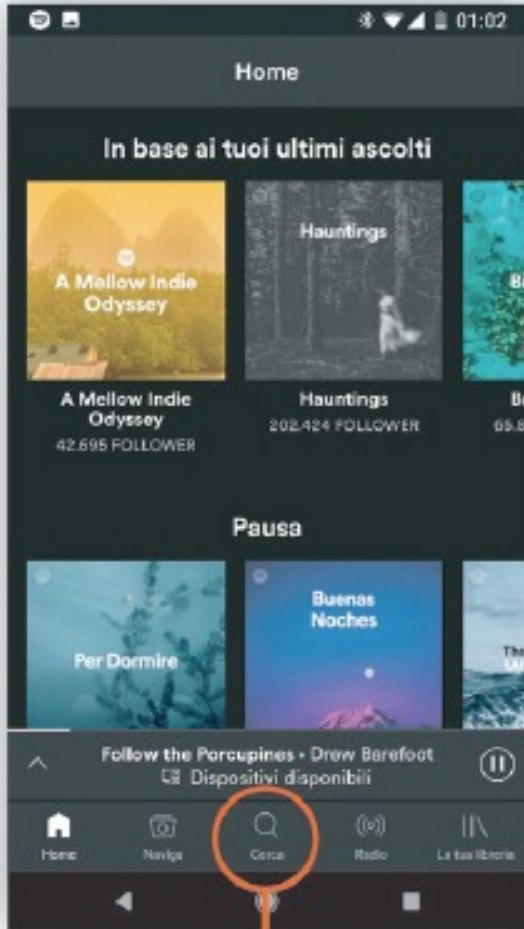 01:02
Home
In base ai tuoi ultimi ascolti
A Mellow Indie
Odyssey
Hauntings
A Mellow Indie
Odyssey
42.695 FOLLOWER
Hauntings
202.424 FOLLOWER
Pausa
Per Dormire
Buenas
Noches
Follow the Porcupines • Drew Barefoot
Dispositivi disponibili
Home
Naviga
Cerca
Radio
La tua libreria